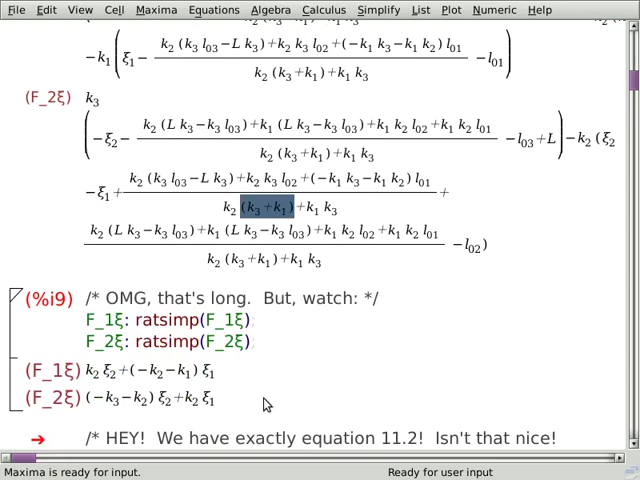 File Edit View Cell Maxima Equations Algebra Calculus Simplify List Plot Numeric Help
−k₁ ( ξ₁ − (k₂ (k₃ l₀₃−L k₃)+k₂ k₃ l₀₂+(−k₁ k₃−k₁ k₂) l₀₁) / (k₂ (k₃+k₁)+k₁ k₃) −l₀₁ )
(F_2ξ) k₃
( −ξ₂ − (k₂ (L k₃−k₃ l₀₃)+k₁ (L k₃−k₃ l₀₃)+k₁ k₂ l₀₂+k₁ k₂ l₀₁) / (k₂ (k₃+k₁)+k₁ k₃) −l₀₃+L ) −k₂ (ξ₂
−ξ₁+ (k₂ (k₃ l₀₃−L k₃)+k₂ k₃ l₀₂+(−k₁ k₃−k₁ k₂) l₀₁) / (k₂ (k₃+k₁)+k₁ k₃) +
(k₂ (L k₃−k₃ l₀₃)+k₁ (L k₃−k₃ l₀₃)+k₁ k₂ l₀₂+k₁ k₂ l₀₁) / (k₂ (k₃+k₁)+k₁ k₃) −l₀₂)
(%i9) /* OMG, that's long. But, watch: */
F_1ξ: ratsimp(F_1ξ);
F_2ξ: ratsimp(F_2ξ);
(F_1ξ) k₂ ξ₂+(−k₂−k₁) ξ₁
(F_2ξ) (−k₃−k₂) ξ₂+k₂ ξ₁
➔ /* HEY! We have exactly equation 11.2! Isn't that nice!
Maxima is ready for input. Ready for user input